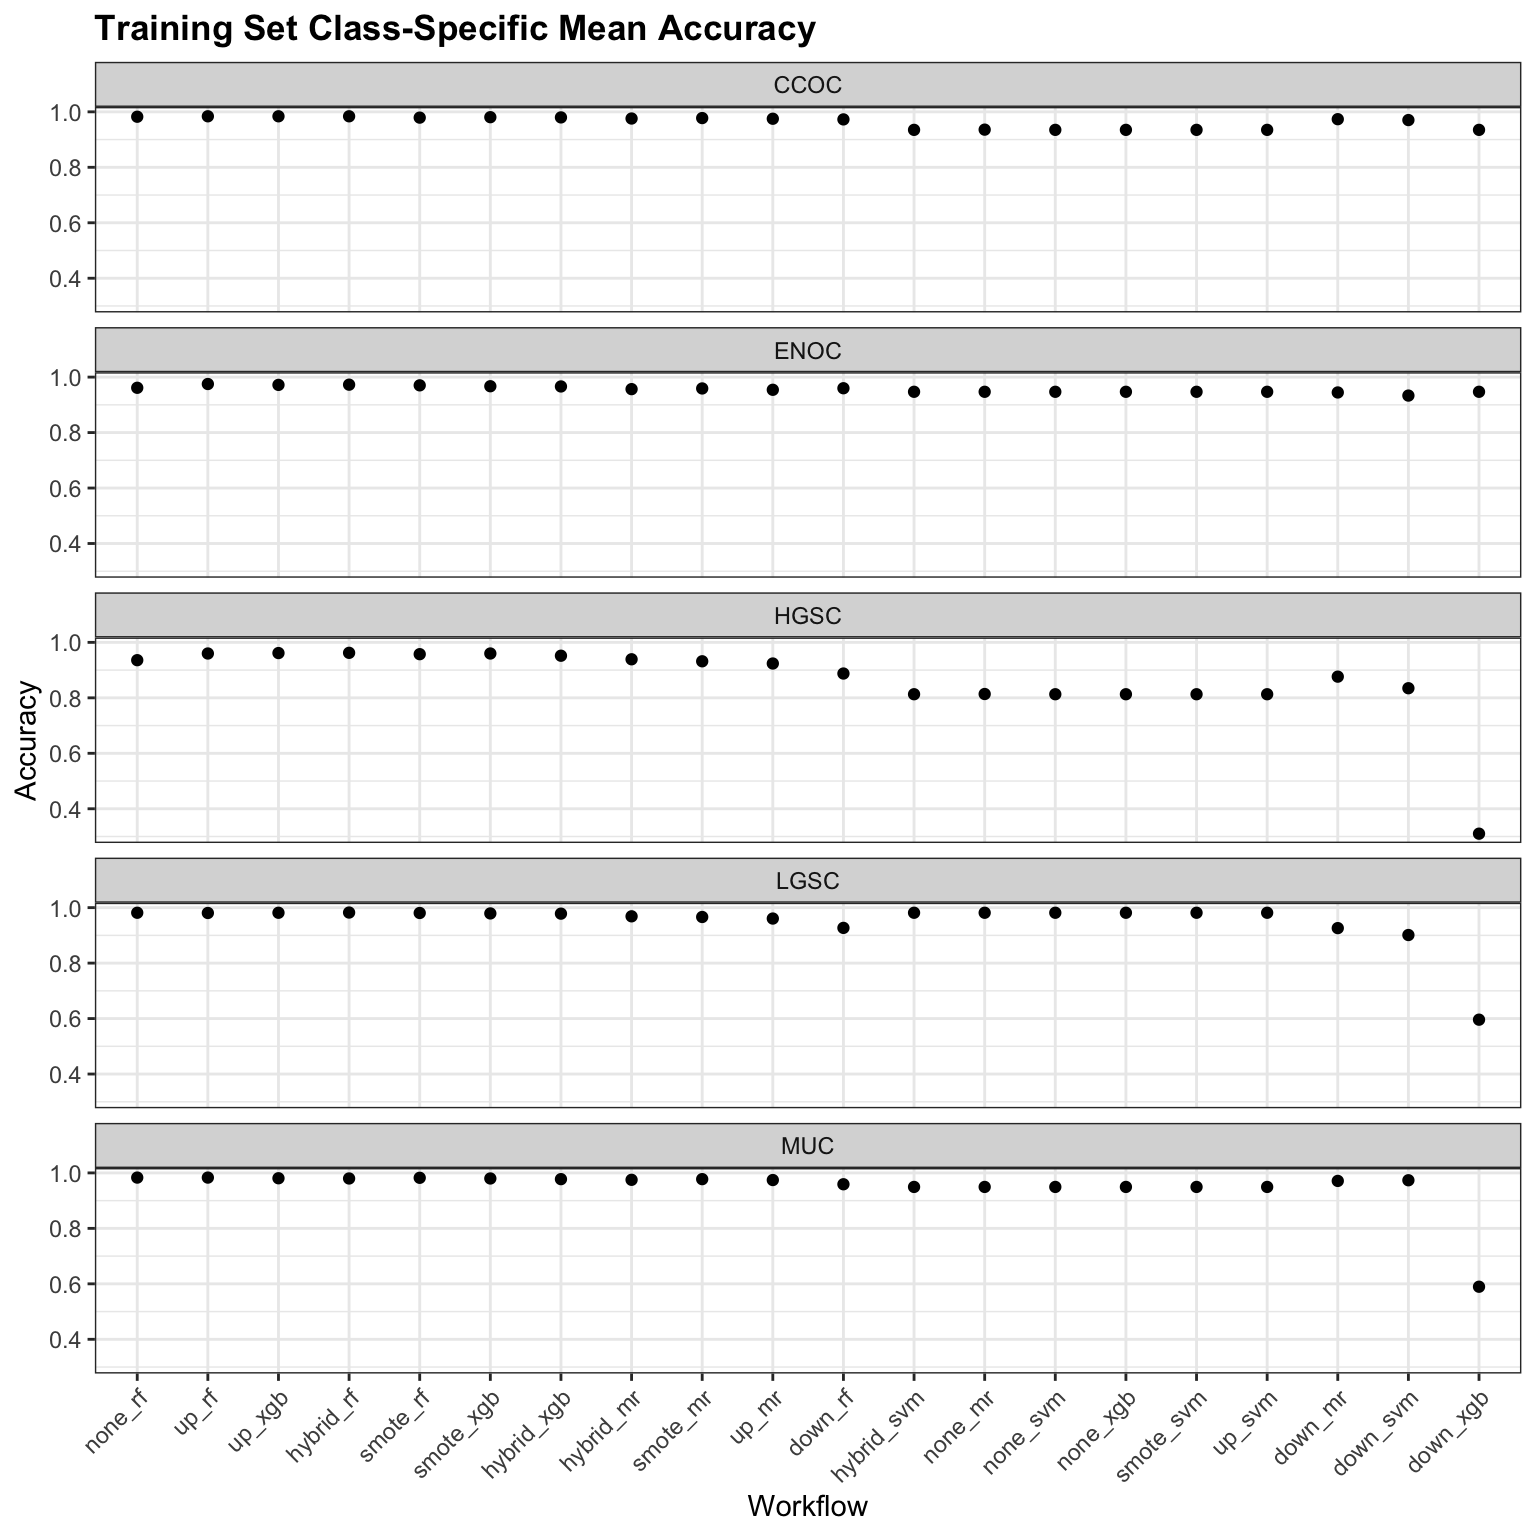 Training Set Class-Specific Mean Accuracy
CCOC
1.0
0.8
0.6
0.4
ENOC
1.0
0.8
0.6
0.4
HGSC
1.0
0.8
0.6
0.4
LGSC
1.0
0.8
0.6
0.4
MUC
1.0
0.8
0.6
0.4
Accuracy
none_rf
up_rf
up_xgb
hybrid_rf
smote_rf
smote_xgb
hybrid_xgb
hybrid_mr
smote_mr
up_mr
down_rf
hybrid_svm
none_mr
none_svm
none_xgb
smote_svm
up_svm
down_mr
down_svm
down_xgb
Workflow